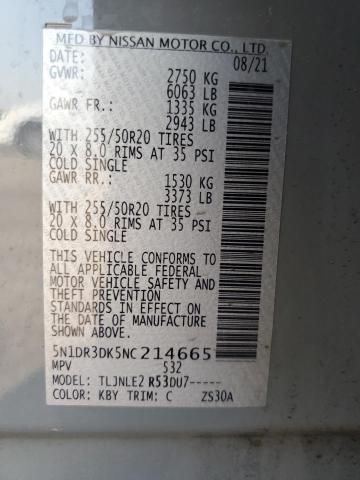 MFD BY NISSAN MOTOR CO., LTD.
DATE: 08/21
GVWR: 2750 KG
6063 LB
GAWR FR.: 1335 KG
2943 LB
WITH 255/50R20 TIRES
20 X 8.0 RIMS AT 35 PSI
COLD SINGLE
GAWR RR.: 1530 KG
3373 LB
WITH 255/50R20 TIRES
20 X 8.0 RIMS AT 35 PSI
COLD SINGLE
THIS VEHICLE CONFORMS TO
ALL APPLICABLE FEDERAL
MOTOR VEHICLE SAFETY AND
THEFT PREVENTION
STANDARDS IN EFFECT ON
THE DATE OF MANUFACTURE
SHOWN ABOVE.
5N1DR3DK5NC214665
MPV 532
MODEL: TLJNLE2 R53DU7-----
COLOR: KBY TRIM: C ZS30A